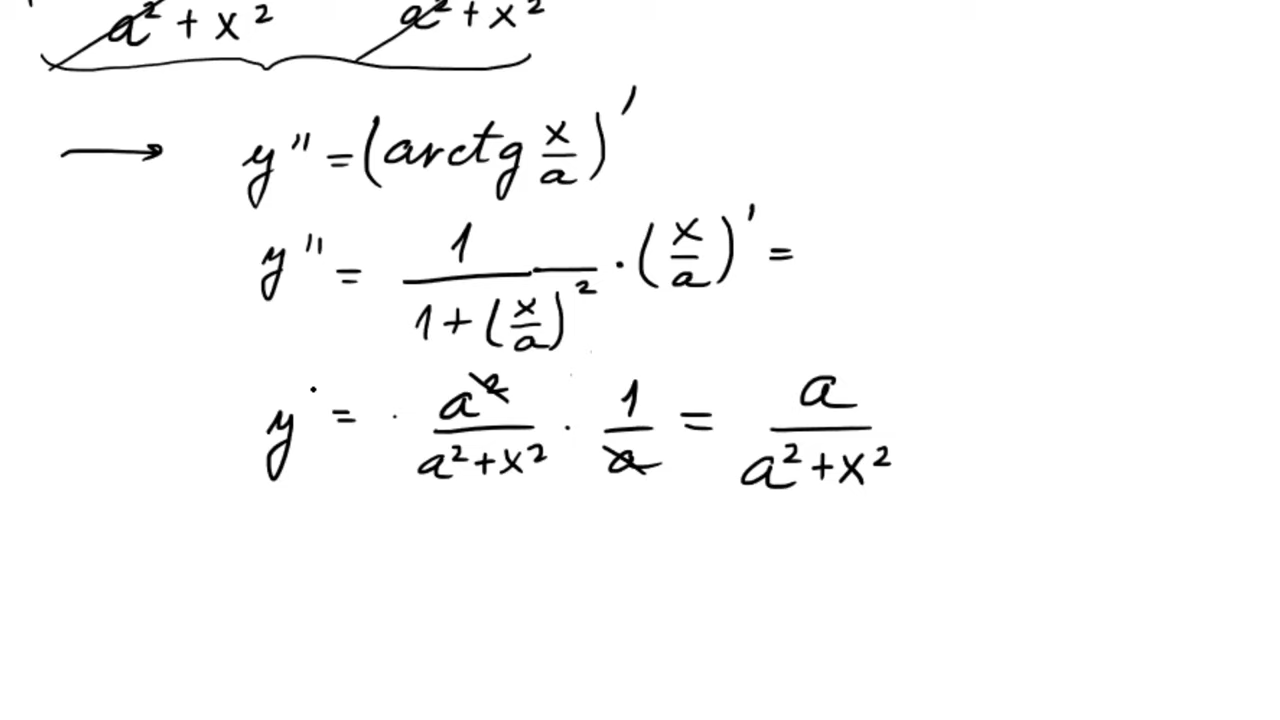 a² + x²   a² + x²
→ y'' = (arctg x/a)'
y'' = 1/(1+(x/a)²) · (x/a)' =
y = a²/(a²+x²) · 1/a = a/(a²+x²)